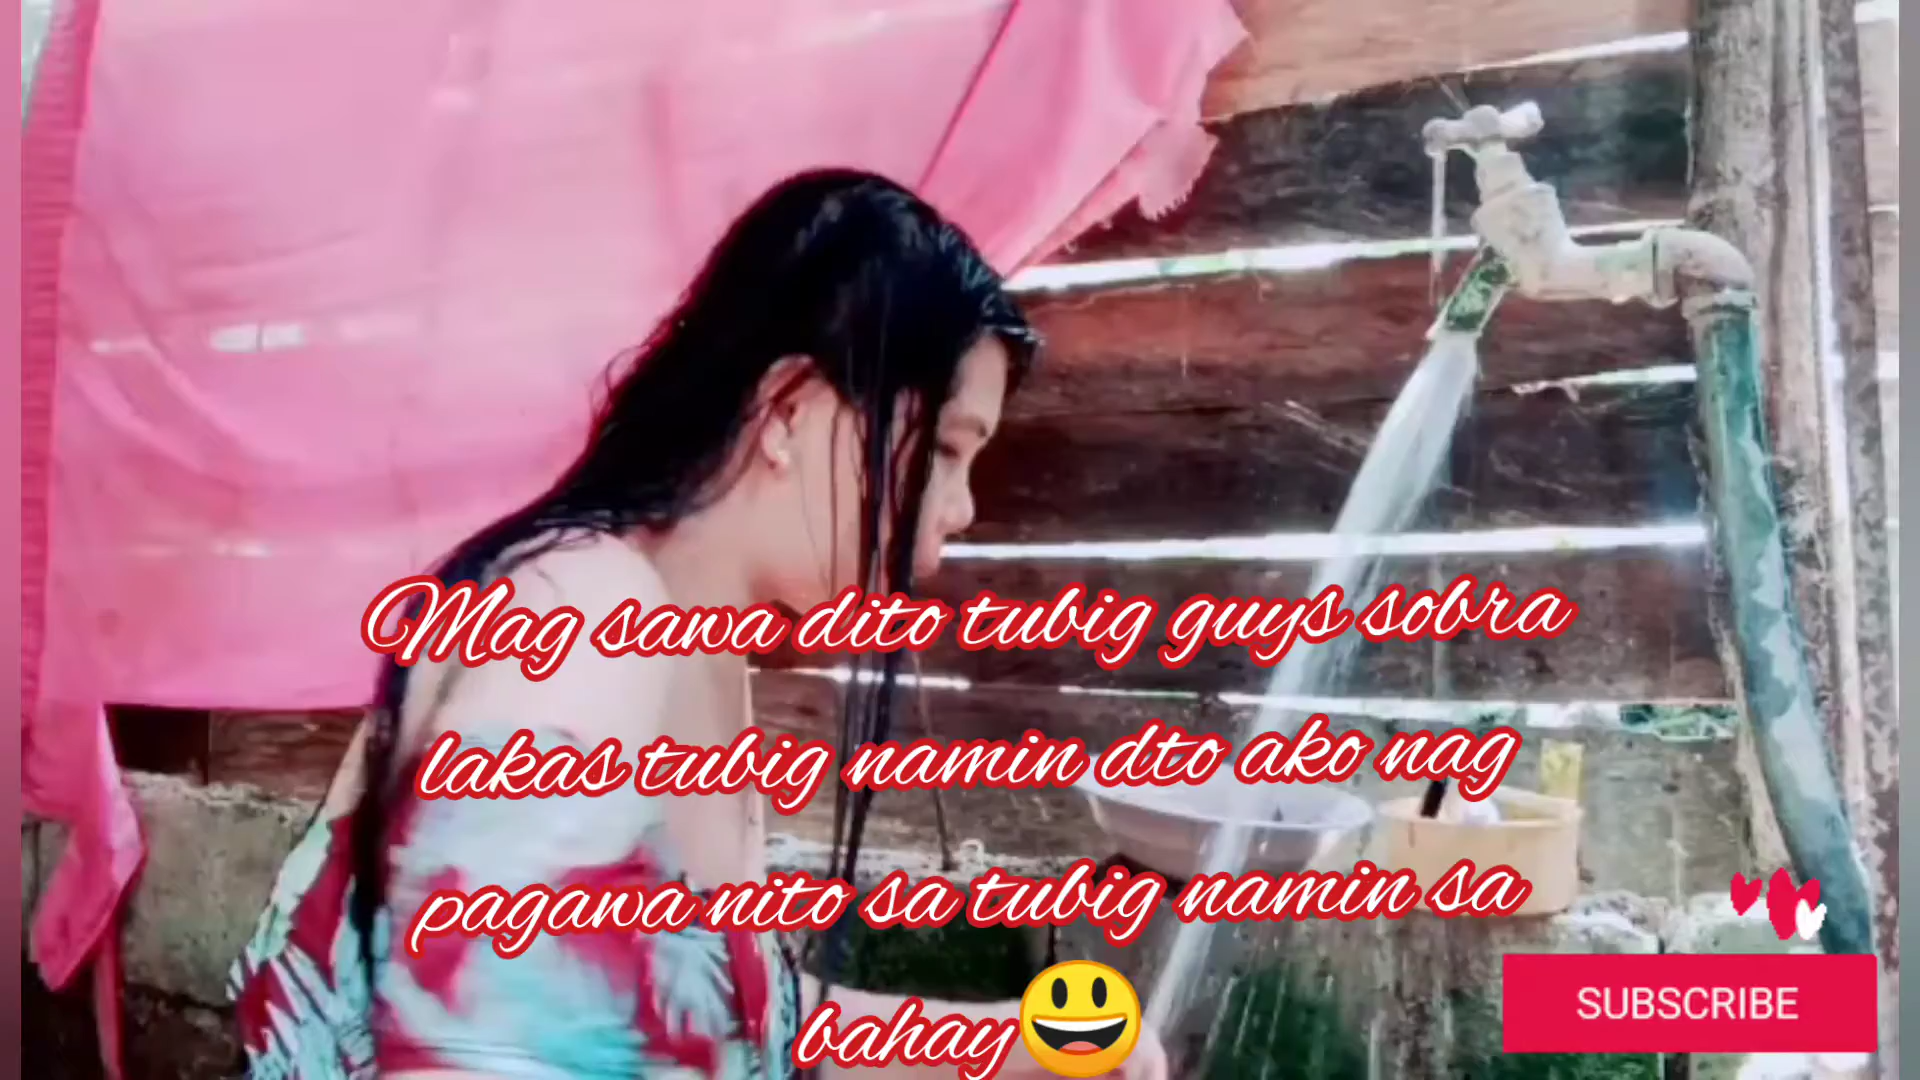 Mag sawa dito tubig guys sobra
lakas tubig namin dto ako nag
pagawa nito sa tubig namin sa
bahay😃
SUBSCRIBE